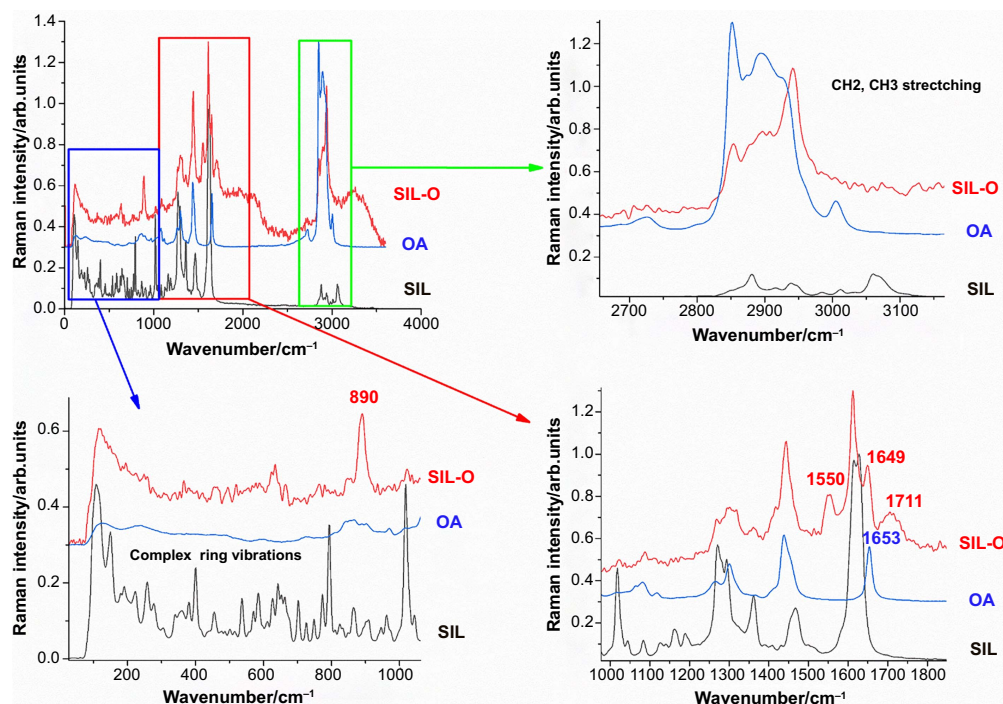 1.4
1.2
1.0
0.8
0.6
0.4
0.2
0.0
Raman intensity/arb.units
SIL-O
OA
SIL
0 1000 2000 3000 4000
Wavenumber/cm–1
1.2
1.0
0.8
0.6
0.4
0.2
Raman intensity/arb.units
CH2, CH3 strectching
SIL-O
OA
SIL
2700 2800 2900 3000 3100
Wavenumber/cm–1
0.6
0.4
0.2
0.0
Raman intensity/arb.units
890
SIL-O
OA
Complex ring vibrations
SIL
200 400 600 800 1000
Wavenumber/cm–1
1.2
1.0
0.8
0.6
0.4
0.2
0.0
Raman intensity/arb.units
1550
1649
1711
SIL-O
1653
OA
SIL
1000 1100 1200 1300 1400 1500 1600 1700 1800
Wavenumber/cm–1